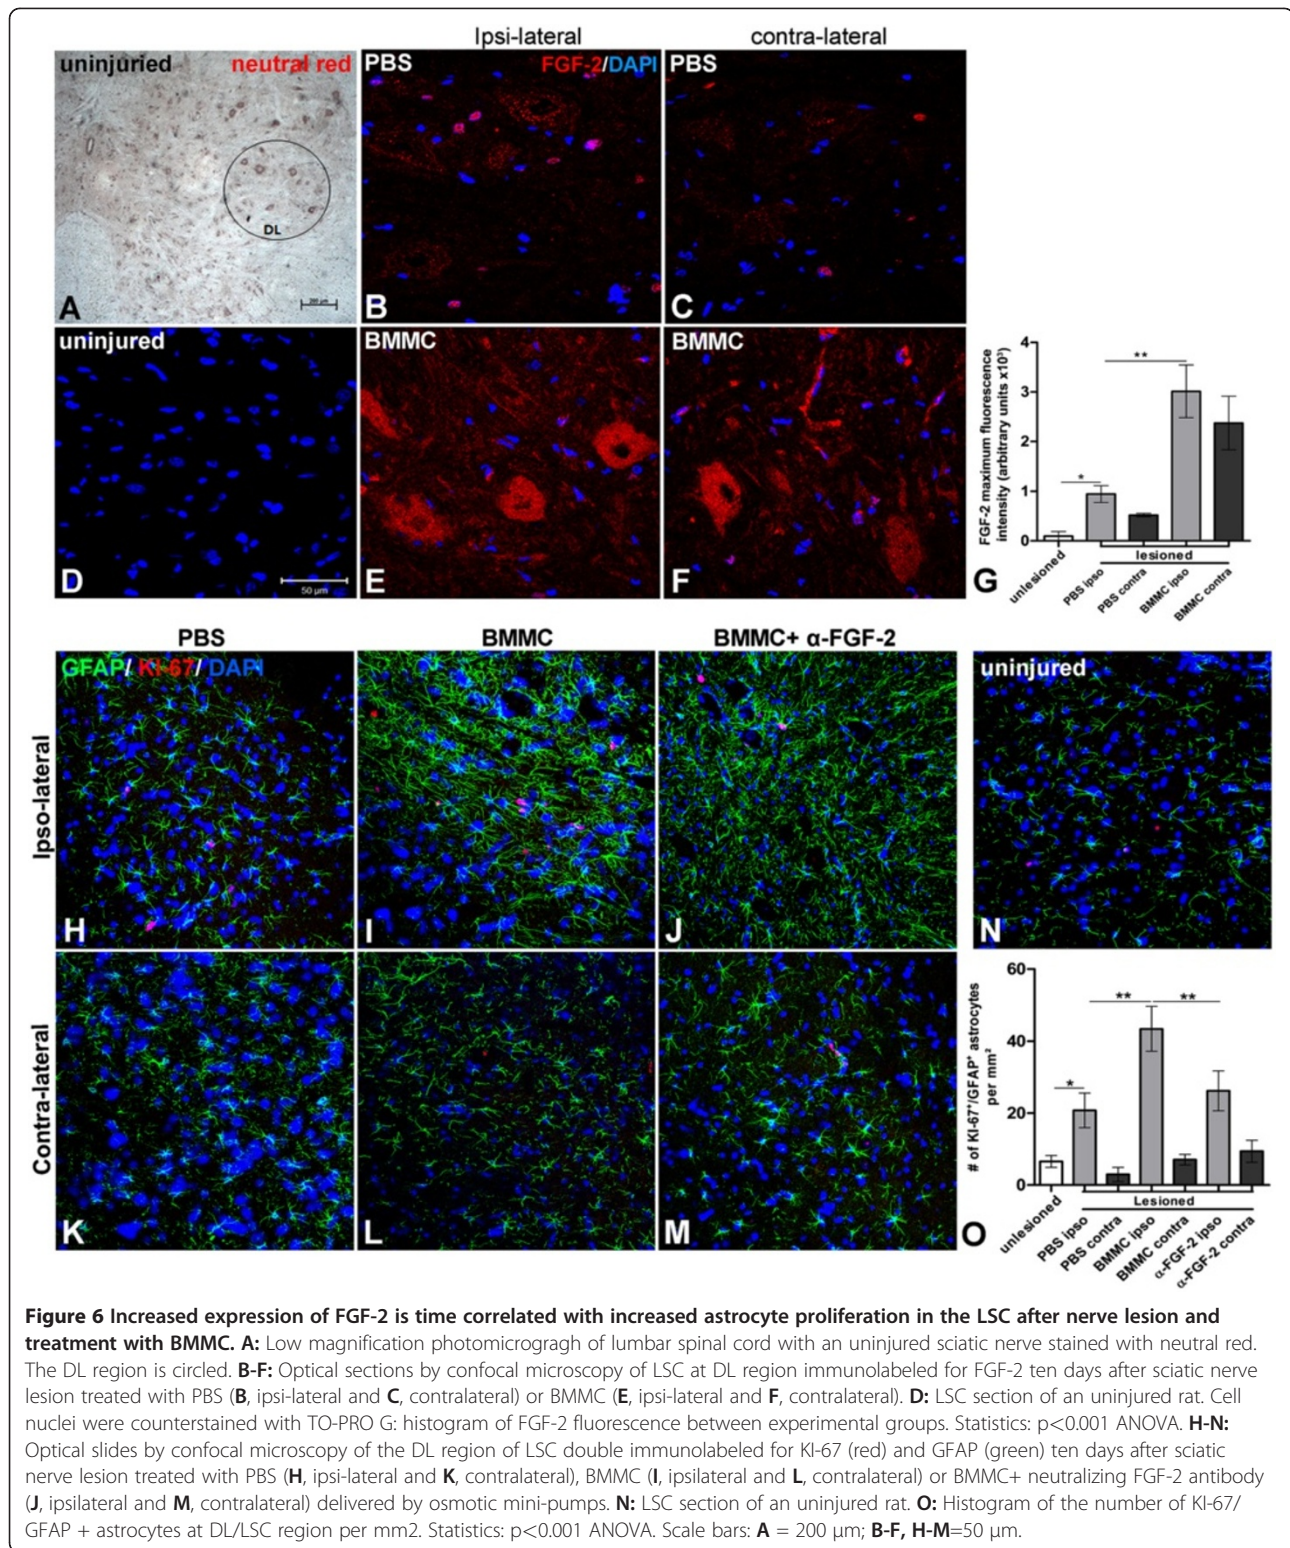 Ipsi-lateral contra-lateral
uninjuried neutral red PBS FGF-2/DAPI PBS
DL
200 µm
A B C
uninjured BMMC BMMC
50 µm
D E F
FGF-2 maximum fluorescence
intensity (arbitrary units x10³)
4
3
2
1
0
**
*
lesioned
unlesioned
PBS ipso
PBS contra
BMMC ipso
BMMC contra
G
PBS BMMC BMMC+ α-FGF-2
GFAP/ KI-67/ DAPI uninjured
Ipso-lateral
H I J N
Contra-lateral
K L M
# of KI-67⁺/GFAP⁺ astrocytes
per mm²
60
40
20
0
** **
*
Lesioned
unlesioned
PBS ipso
PBS contra
BMMC ipso
BMMC contra
α-FGF-2 ipso
α-FGF-2 contra
O
Figure 6 Increased expression of FGF-2 is time correlated with increased astrocyte proliferation in the LSC after nerve lesion and
treatment with BMMC. A: Low magnification photomicrogragh of lumbar spinal cord with an uninjured sciatic nerve stained with neutral red.
The DL region is circled. B-F: Optical sections by confocal microscopy of LSC at DL region immunolabeled for FGF-2 ten days after sciatic nerve
lesion treated with PBS (B, ipsi-lateral and C, contralateral) or BMMC (E, ipsi-lateral and F, contralateral). D: LSC section of an uninjured rat. Cell
nuclei were counterstained with TO-PRO G: histogram of FGF-2 fluorescence between experimental groups. Statistics: p<0.001 ANOVA. H-N:
Optical slides by confocal microscopy of the DL region of LSC double immunolabeled for KI-67 (red) and GFAP (green) ten days after sciatic
nerve lesion treated with PBS (H, ipsi-lateral and K, contralateral), BMMC (I, ipsilateral and L, contralateral) or BMMC+ neutralizing FGF-2 antibody
(J, ipsilateral and M, contralateral) delivered by osmotic mini-pumps. N: LSC section of an uninjured rat. O: Histogram of the number of KI-67/
GFAP + astrocytes at DL/LSC region per mm2. Statistics: p<0.001 ANOVA. Scale bars: A = 200 µm; B-F, H-M=50 µm.